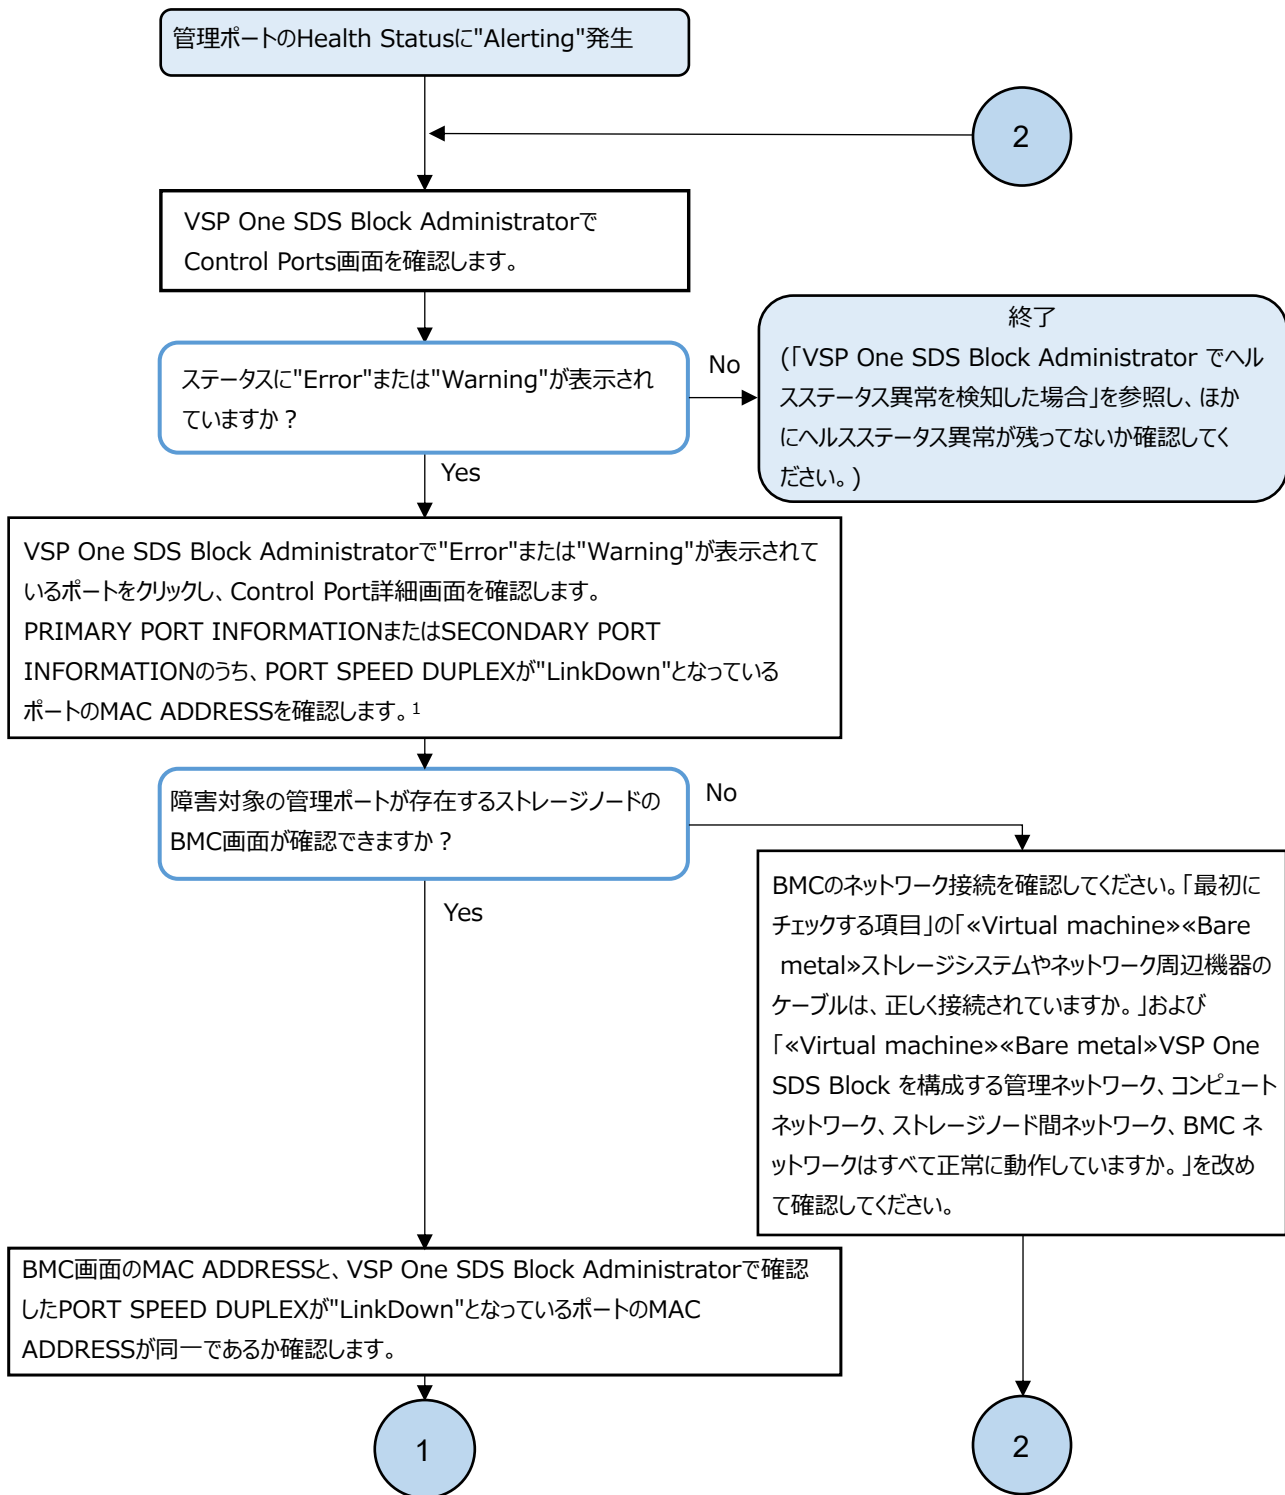 管理ポートのHealth Statusに"Alerting"発生
2
VSP One SDS Block Administratorで
Control Ports画面を確認します。
ステータスに"Error"または"Warning"が表示され
ていますか？
No
終了
(「VSP One SDS Block Administrator でヘル
スステータス異常を検知した場合」を参照し、ほか
にヘルスステータス異常が残ってないか確認してく
ださい。)
Yes
VSP One SDS Block Administratorで"Error"または"Warning"が表示されて
いるポートをクリックし、Control Port詳細画面を確認します。
PRIMARY PORT INFORMATIONまたはSECONDARY PORT
INFORMATIONのうち、PORT SPEED DUPLEXが"LinkDown"となっている
ポートのMAC ADDRESSを確認します。1
障害対象の管理ポートが存在するストレージノードの
BMC画面が確認できますか？
No
Yes
BMCのネットワーク接続を確認してください。「最初に
チェックする項目」の「«Virtual machine»«Bare
metal»ストレージシステムやネットワーク周辺機器の
ケーブルは、正しく接続されていますか。」および
「«Virtual machine»«Bare metal»VSP One
SDS Block を構成する管理ネットワーク、コンピュート
ネットワーク、ストレージノード間ネットワーク、BMC ネ
ットワークはすべて正常に動作していますか。」を改め
て確認してください。
BMC画面のMAC ADDRESSと、VSP One SDS Block Administratorで確認
したPORT SPEED DUPLEXが"LinkDown"となっているポートのMAC
ADDRESSが同一であるか確認します。
1
2